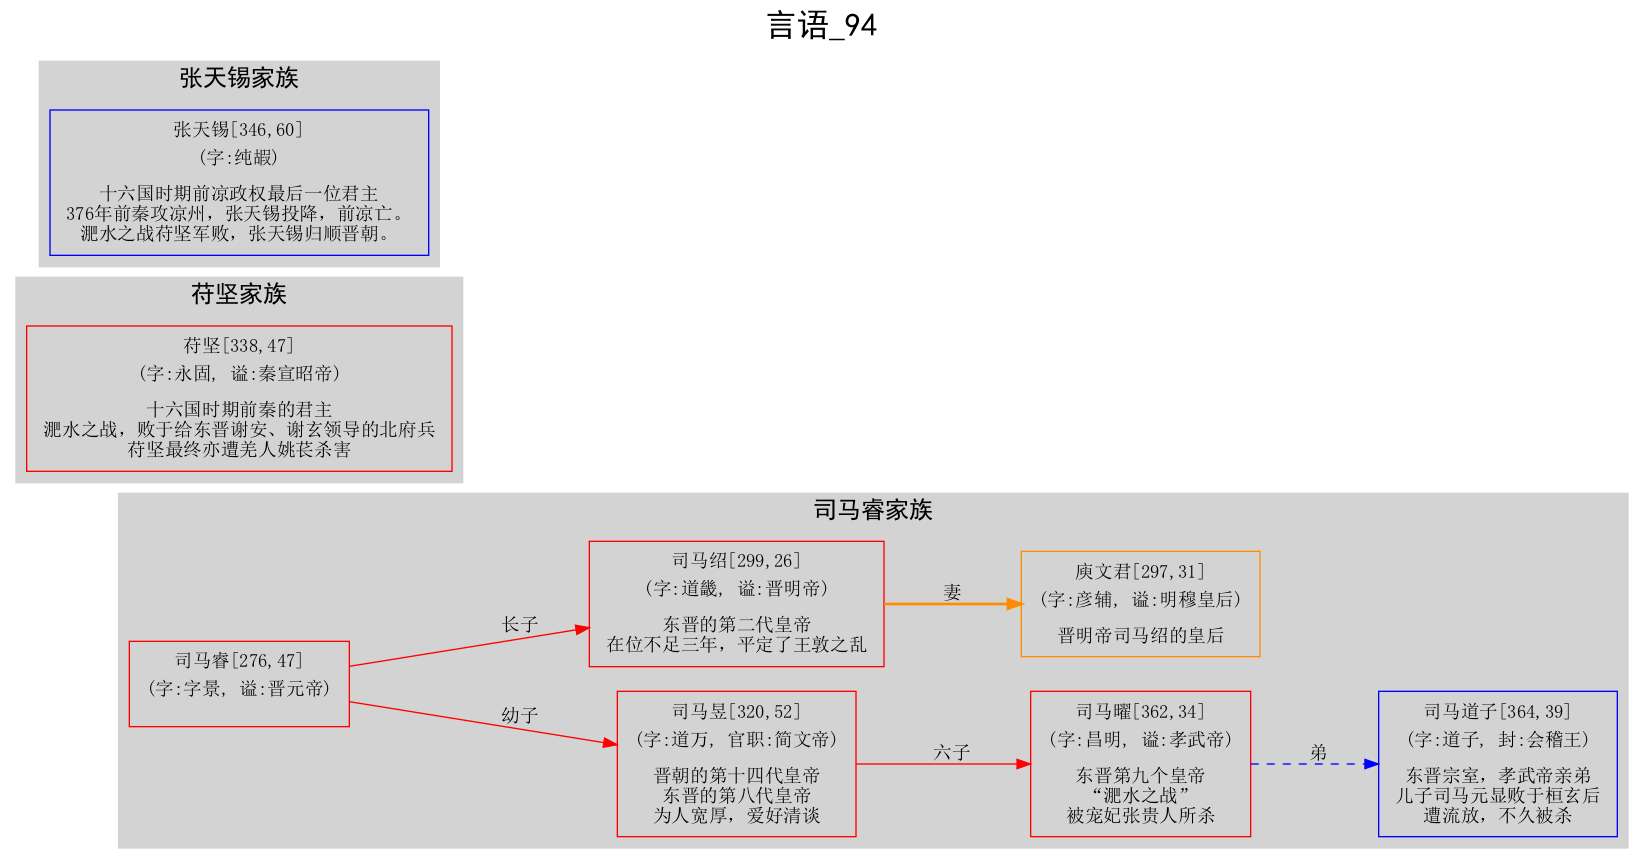 言语_94
张天锡家族
张天锡[346,60]
(字:纯嘏)
十六国时期前凉政权最后一位君主
376年前秦攻凉州，张天锡投降，前凉亡。
淝水之战苻坚军败，张天锡归顺晋朝。
苻坚家族
苻坚[338,47]
(字:永固, 谥:秦宣昭帝)
十六国时期前秦的君主
淝水之战，败于给东晋谢安、谢玄领导的北府兵
苻坚最终亦遭羌人姚苌杀害
司马睿家族
司马睿[276,47]
(字:字景, 谥:晋元帝)
长子
幼子
司马绍[299,26]
(字:道畿, 谥:晋明帝)
东晋的第二代皇帝
在位不足三年，平定了王敦之乱
妻
庾文君[297,31]
(字:彦辅, 谥:明穆皇后)
晋明帝司马绍的皇后
司马昱[320,52]
(字:道万, 官职:简文帝)
晋朝的第十四代皇帝
东晋的第八代皇帝
为人宽厚，爱好清谈
六子
司马曜[362,34]
(字:昌明, 谥:孝武帝)
东晋第九个皇帝
“淝水之战”
被宠妃张贵人所杀
弟
司马道子[364,39]
(字:道子, 封:会稽王)
东晋宗室，孝武帝亲弟
儿子司马元显败于桓玄后
遭流放，不久被杀